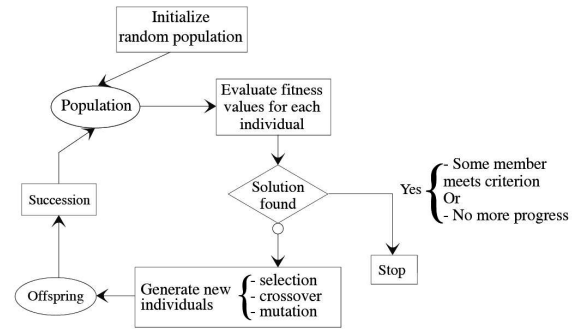 Initialize
random population
Population
Evaluate fitness
values for each
individual
Solution
found
Yes
- Some member
meets criterion
Or
- No more progress
Stop
Succession
Offspring
Generate new
individuals
- selection
- crossover
- mutation